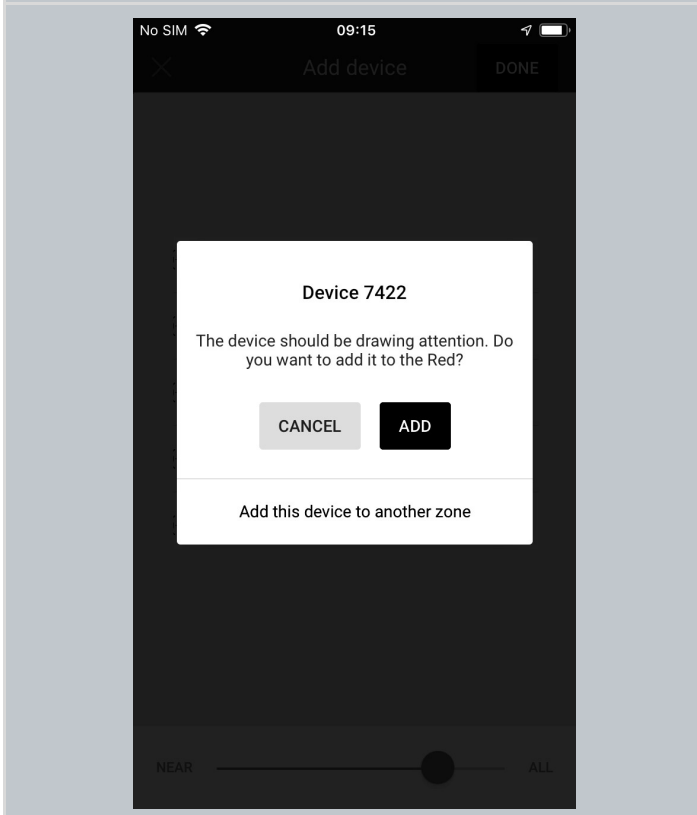 No SIM 09:15
Add device DONE
Device 7422
The device should be drawing attention. Do
you want to add it to the Red?
CANCEL ADD
Add this device to another zone
NEAR ALL